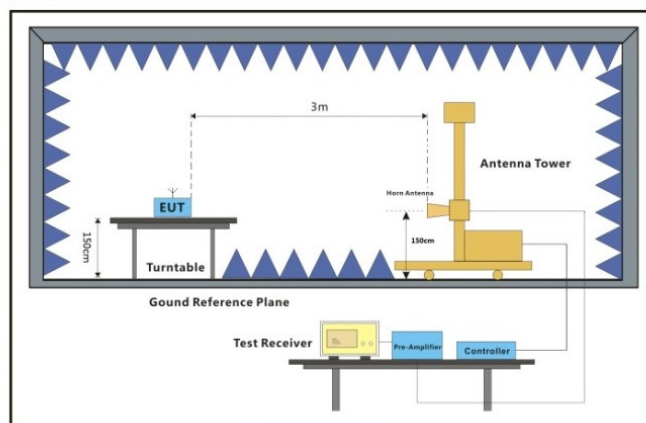 3m
Antenna Tower
Horn Antenna
EUT
150cm
150cm
Turntable
Gound Reference Plane
Test Receiver
Pre-Amplifier
Controller